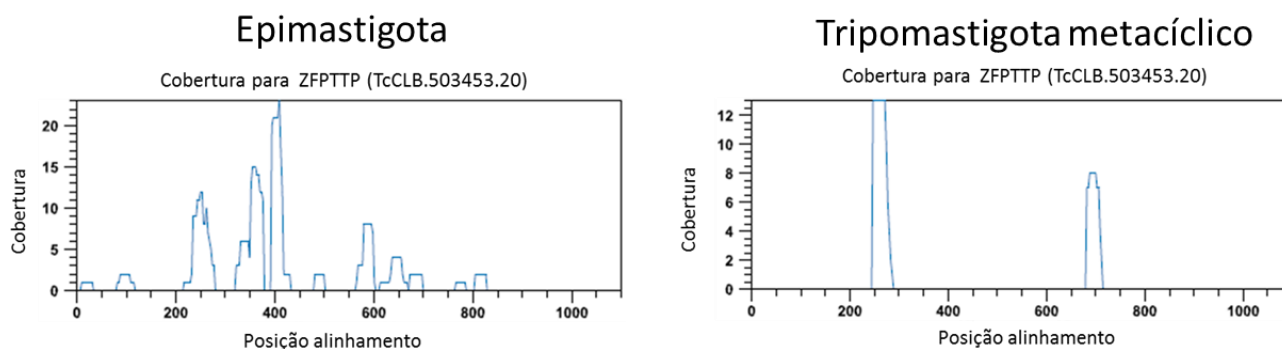 Epimastigota
Cobertura para ZFPTTP (TcCLB.503453.20)
Cobertura
20
15
10
5
0
0 200 400 600 800 1000
Posição alinhamento
Tripomastigota metacíclico
Cobertura para ZFPTTP (TcCLB.503453.20)
Cobertura
12
10
8
6
4
2
0
0 200 400 600 800 1000
Posição alinhamento